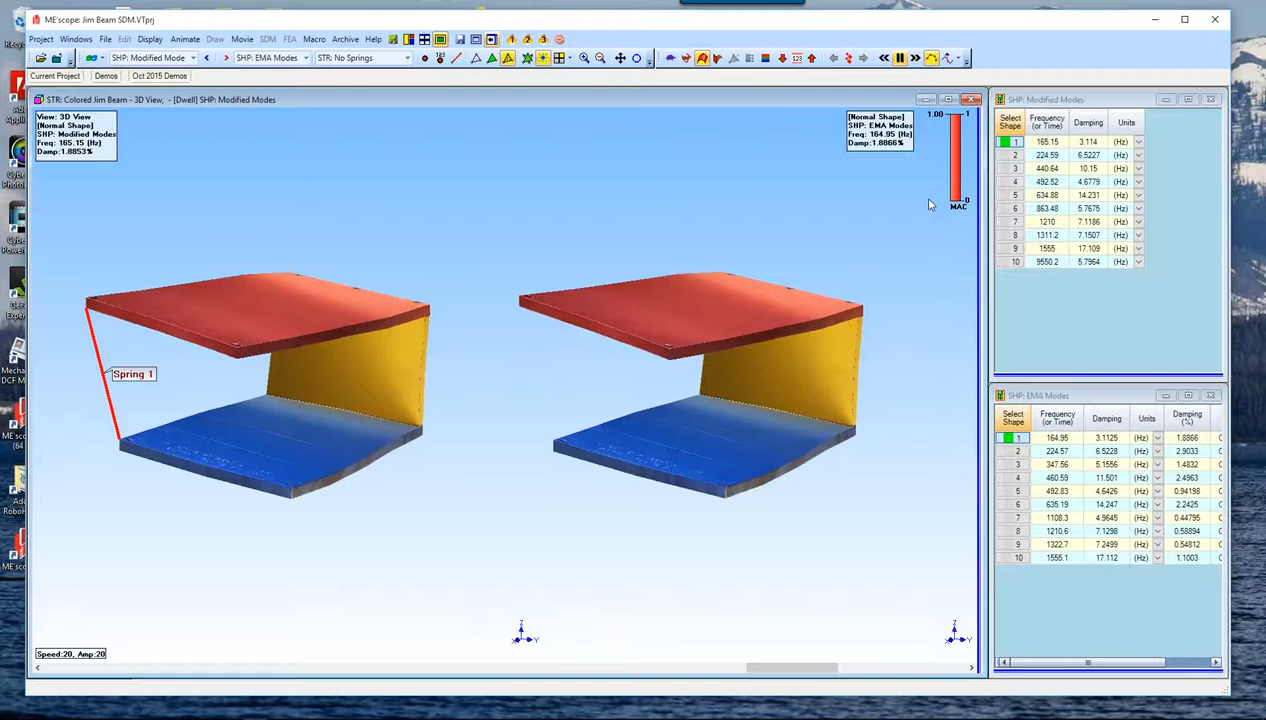 ME'scope: Jim Beam SDM.VTprj
Project Windows File Edit Display Animate Draw Movie SDM FEA Macro Archive Help
SHP: Modified Mode SHP: EMA Modes STR: No Springs
Current Project Demos Oct 2015 Demos
STR: Colored Jim Beam - 3D View, - [Dwell] SHP: Modified Modes
View: 3D View
[Normal Shape]
SHP: Modified Modes
Freq: 165.15 (Hz)
Damp:1.8853%
[Normal Shape]
SHP: EMA Modes
Freq: 164.95 (Hz)
Damp:1.8866%
1.00 1
0
MAC
Spring 1
Z
X Y
Z
X Y
Speed:20, Amp:20
SHP: Modified Modes
Select Shape Frequency (or Time) Damping Units
1 165.15 3.114 (Hz)
2 224.59 6.5227 (Hz)
3 440.64 10.15 (Hz)
4 492.52 4.6779 (Hz)
5 634.88 14.231 (Hz)
6 863.48 5.7675 (Hz)
7 1210 7.1186 (Hz)
8 1311.2 7.1507 (Hz)
9 1555 17.109 (Hz)
10 9550.2 5.7964 (Hz)
SHP: EMA Modes
Select Shape Frequency (or Time) Damping Units Damping (%)
1 164.95 3.1125 (Hz) 1.8866
2 224.57 6.5228 (Hz) 2.9033
3 347.56 5.1556 (Hz) 1.4832
4 460.59 11.501 (Hz) 2.4963
5 492.83 4.6426 (Hz) 0.94198
6 635.19 14.247 (Hz) 2.2425
7 1108.3 4.9645 (Hz) 0.44795
8 1210.6 7.1298 (Hz) 0.58894
9 1322.7 7.2499 (Hz) 0.54812
10 1555.1 17.112 (Hz) 1.1003